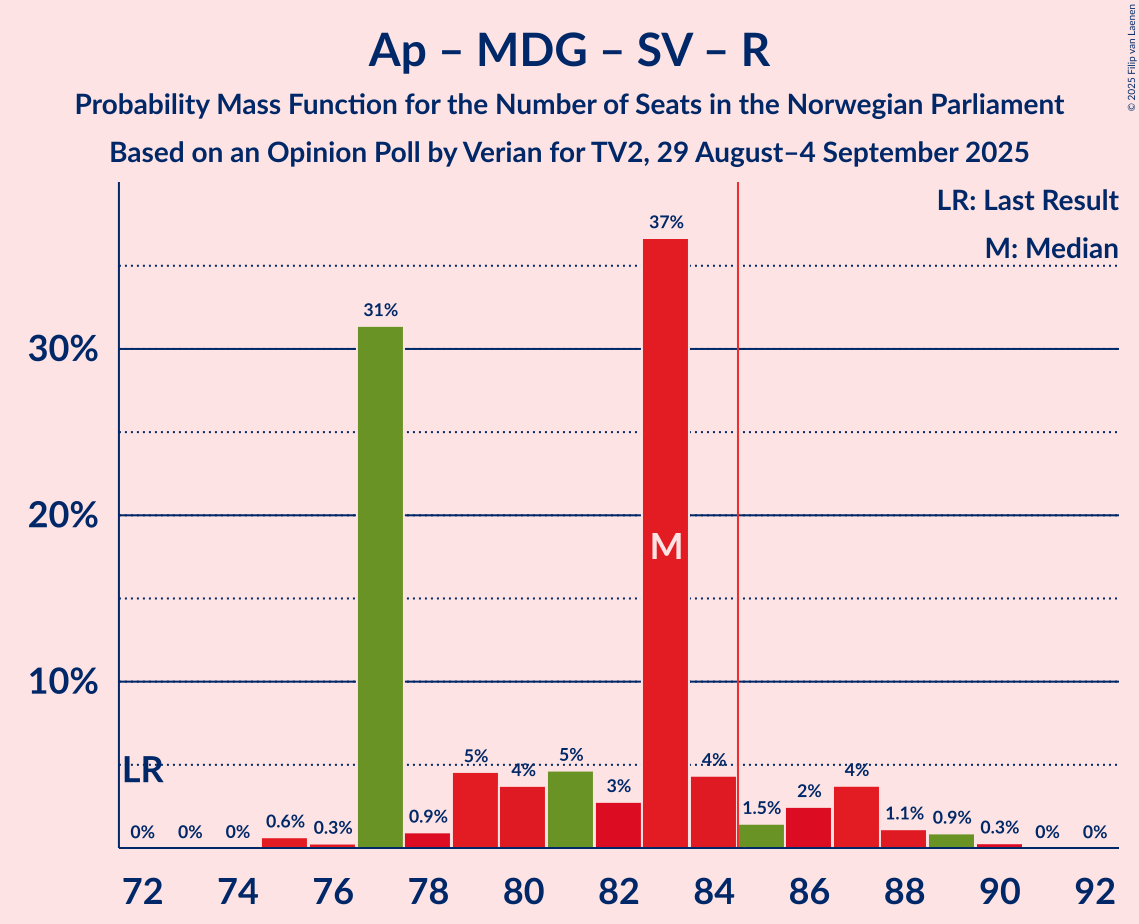 Ap – MDG – SV – R
Probability Mass Function for the Number of Seats in the Norwegian Parliament
Based on an Opinion Poll by Verian for TV2, 29 August–4 September 2025
© 2025 Filip van Laenen
LR: Last Result
M: Median
37%
31%
30%
20%
M
10%
LR
0% 0% 0% 0.6% 0.3% 0.9% 5% 4% 5% 3% 4% 1.5% 2% 4% 1.1% 0.9% 0.3% 0% 0%
72 74 76 78 80 82 84 86 88 90 92